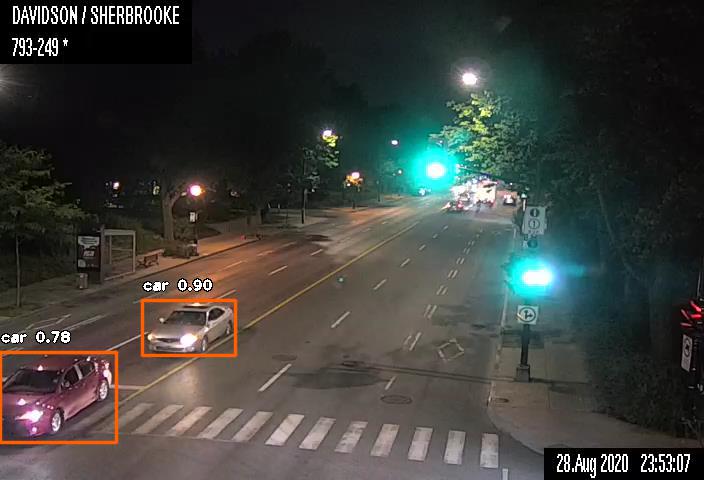 DAVIDSON / SHERBROOKE
793-249 *
car 0.90
car 0.78
28.Aug 2020 23:53:07